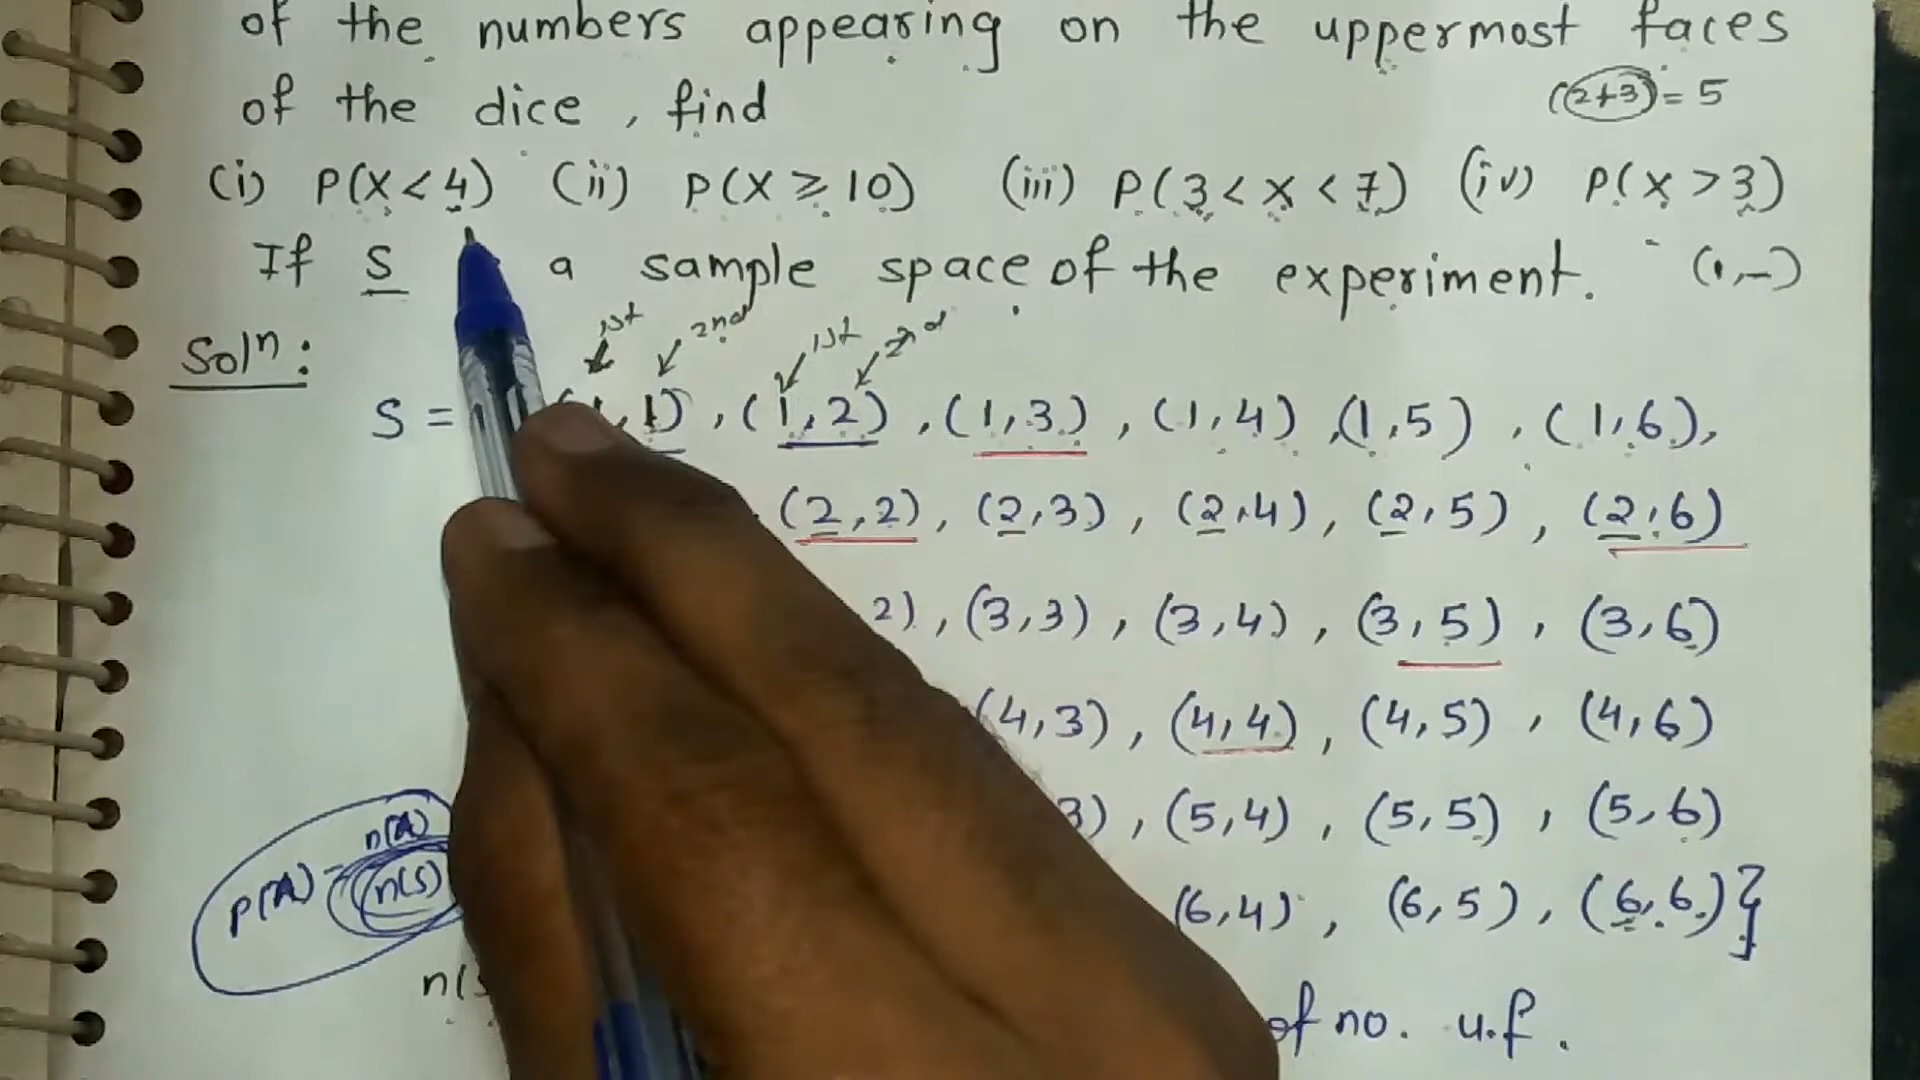 of the numbers appearing on the uppermost faces
of the dice , find (2+3) = 5
(i) P(X < 4) (ii) P(X ≥ 10) (iii) P(3 < x < 7) (iv) P(x > 3)
If S a sample space of the experiment. (1,-)
Solⁿ : 1st 2nd 1st 2nd
S = , 1) , (1,2) , (1,3) , (1,4) , (1,5) , (1,6),
(2,2) , (2,3) , (2,4) , (2,5) , (2,6)
2) , (3,3) , (3,4) , (3,5) , (3,6)
(4,3) , (4,4) , (4,5) , (4,6)
3) , (5,4) , (5,5) , (5,6)
(6,4) , (6,5) , (6,6)}
P(A) = n(A) / n(S)
n( of no. u.f.